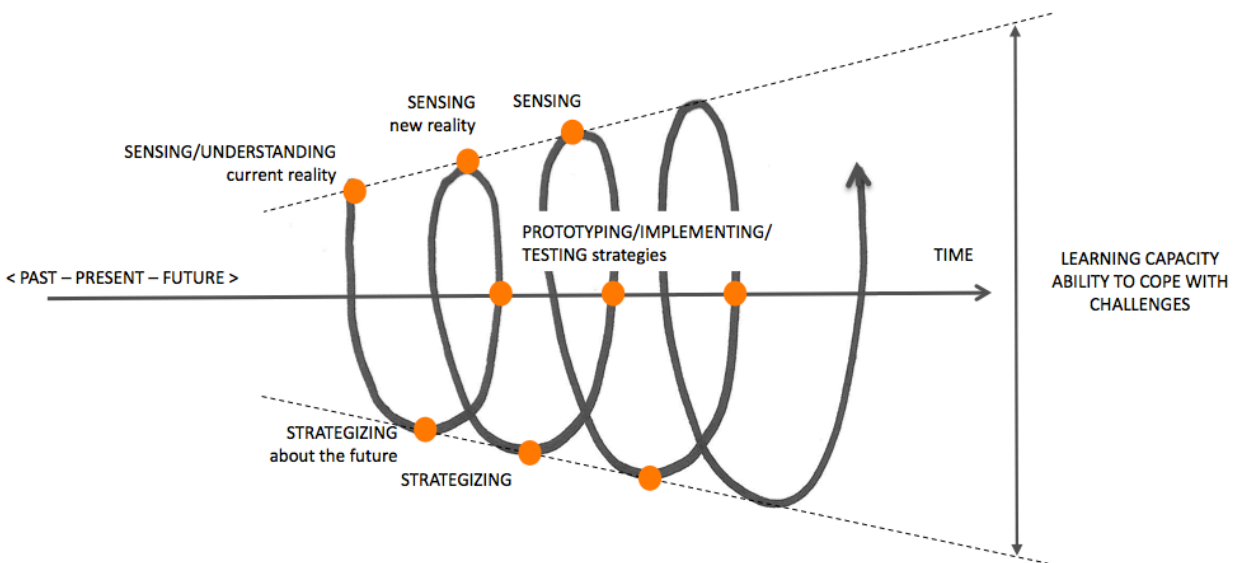 SENSING
new reality
SENSING
SENSING/UNDERSTANDING
current reality
PROTOTYPING/IMPLEMENTING/
TESTING strategies
TIME
< PAST – PRESENT – FUTURE >
LEARNING CAPACITY
ABILITY TO COPE WITH
CHALLENGES
STRATEGIZING
about the future
STRATEGIZING